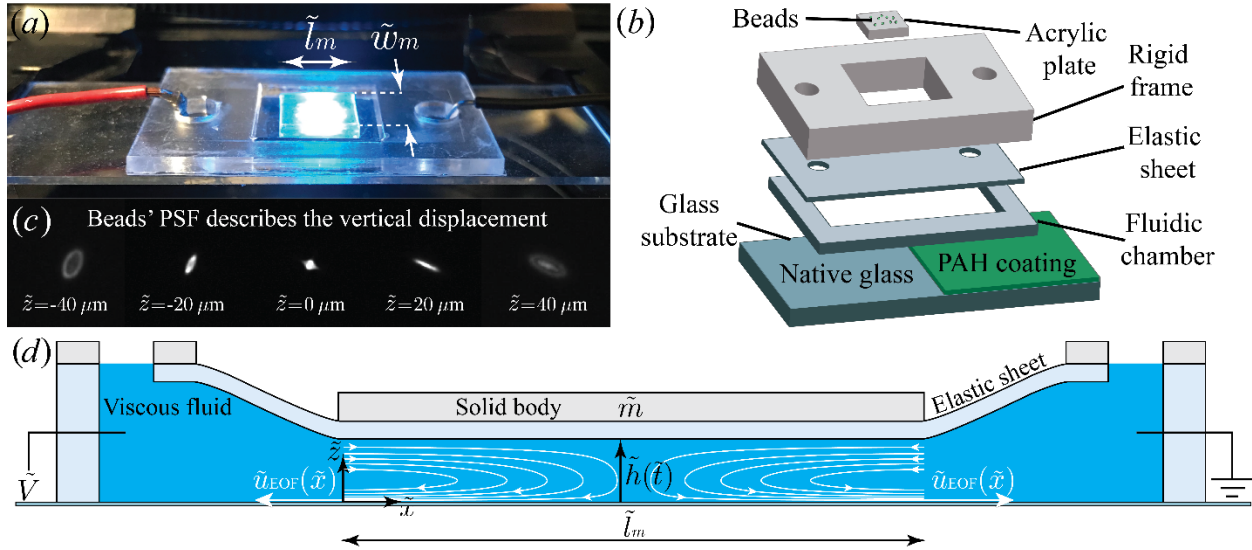 (a)
l̃ₘ
w̃ₘ
(b)
Beads
Acrylic
plate
Rigid
frame
Elastic
sheet
Glass
substrate
Fluidic
chamber
Native glass
PAH coating
(c)
Beads' PSF describes the vertical displacement
z̃=-40 μm
z̃=-20 μm
z̃=0 μm
z̃=20 μm
z̃=40 μm
(d)
Viscous fluid
Solid body
m̃
Elastic sheet
Ṽ
z̃
h̃(t̃)
ũEOF(x̃)
ũEOF(x̃)
x̃
l̃ₘ